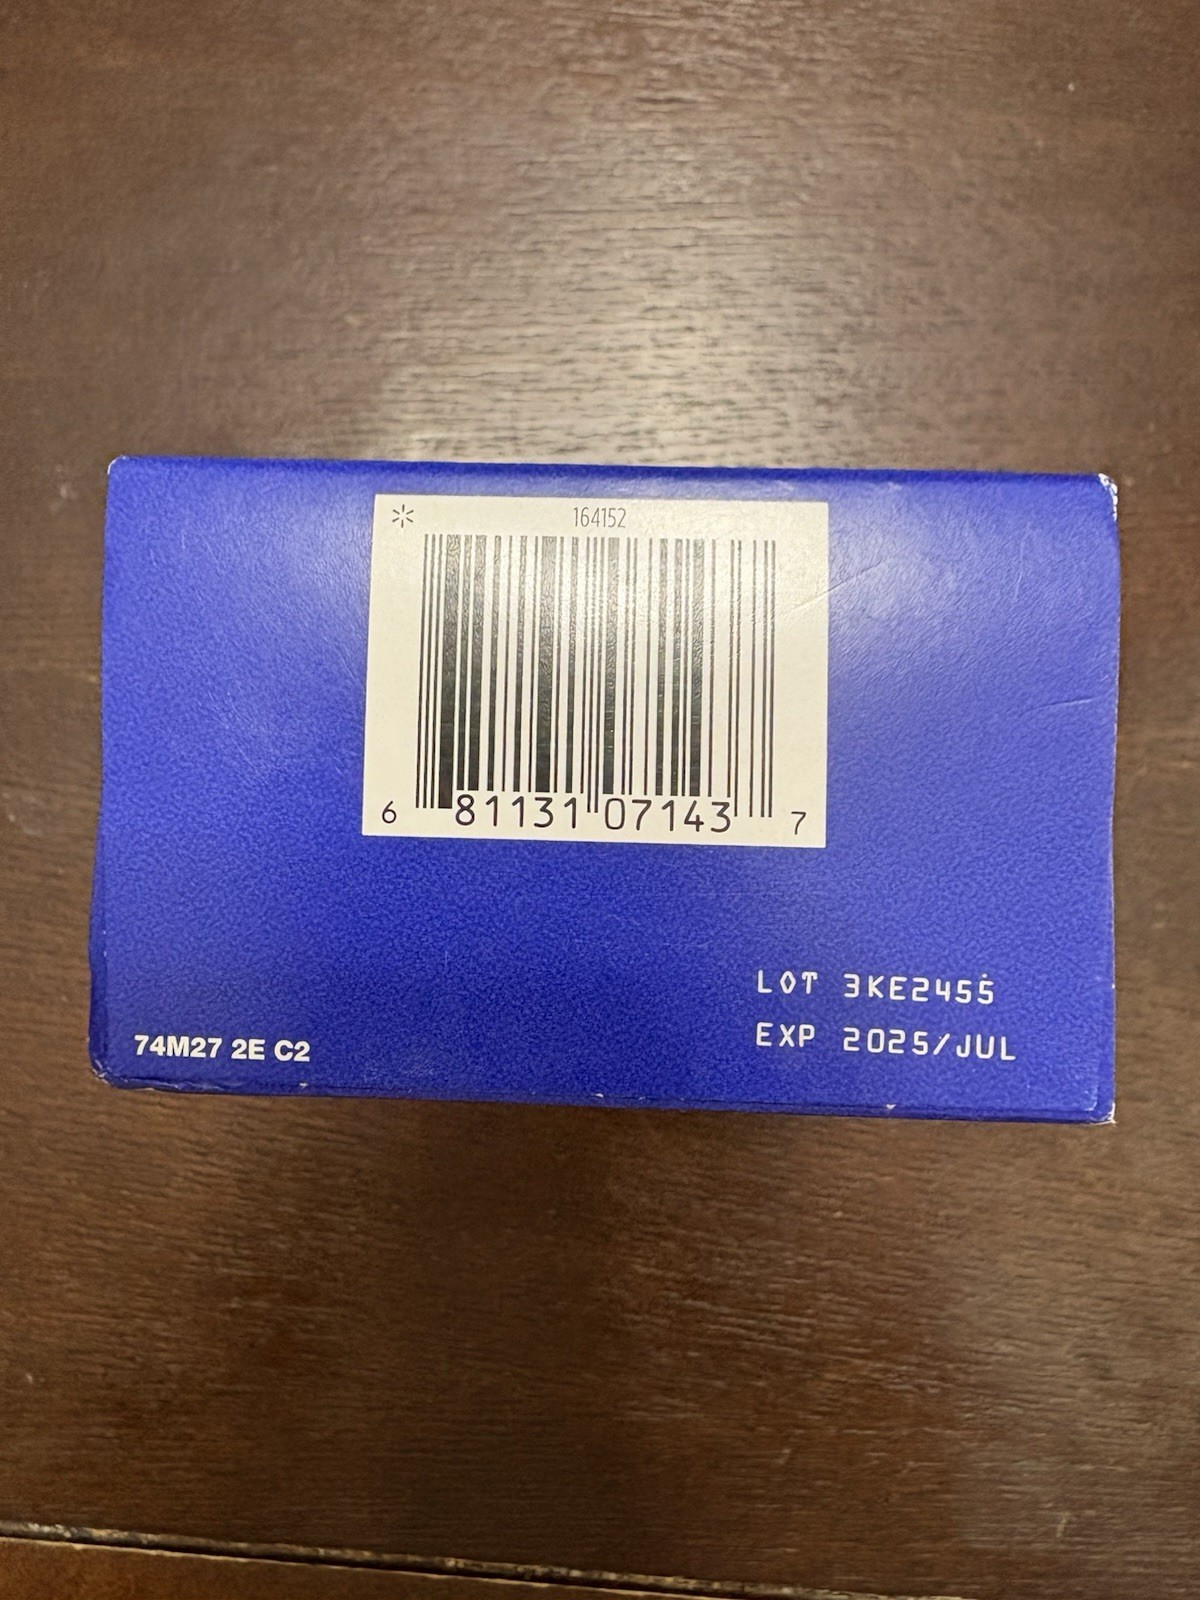 164152
6 81131 07143 7
LOT 3KE2455
EXP 2025/JUL
74M27 2E C2